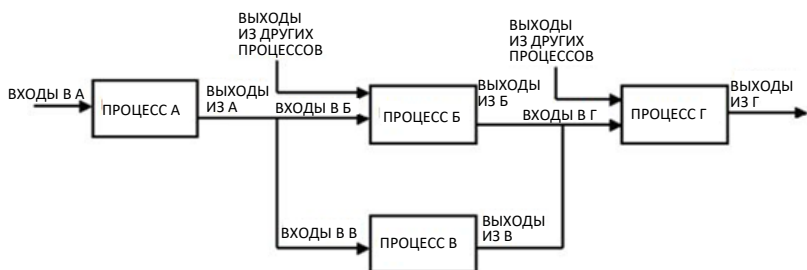 ВЫХОДЫ
ИЗ ДРУГИХ
ПРОЦЕССОВ
ВЫХОДЫ
ИЗ ДРУГИХ
ПРОЦЕССОВ
ВХОДЫ В А
ПРОЦЕСС А
ВЫХОДЫ
ИЗ А
ВХОДЫ В Б
ПРОЦЕСС Б
ВЫХОДЫ
ИЗ Б
ВХОДЫ В Г
ПРОЦЕСС Г
ВЫХОДЫ
ИЗ Г
ВХОДЫ В В
ПРОЦЕСС В
ВЫХОДЫ
ИЗ В